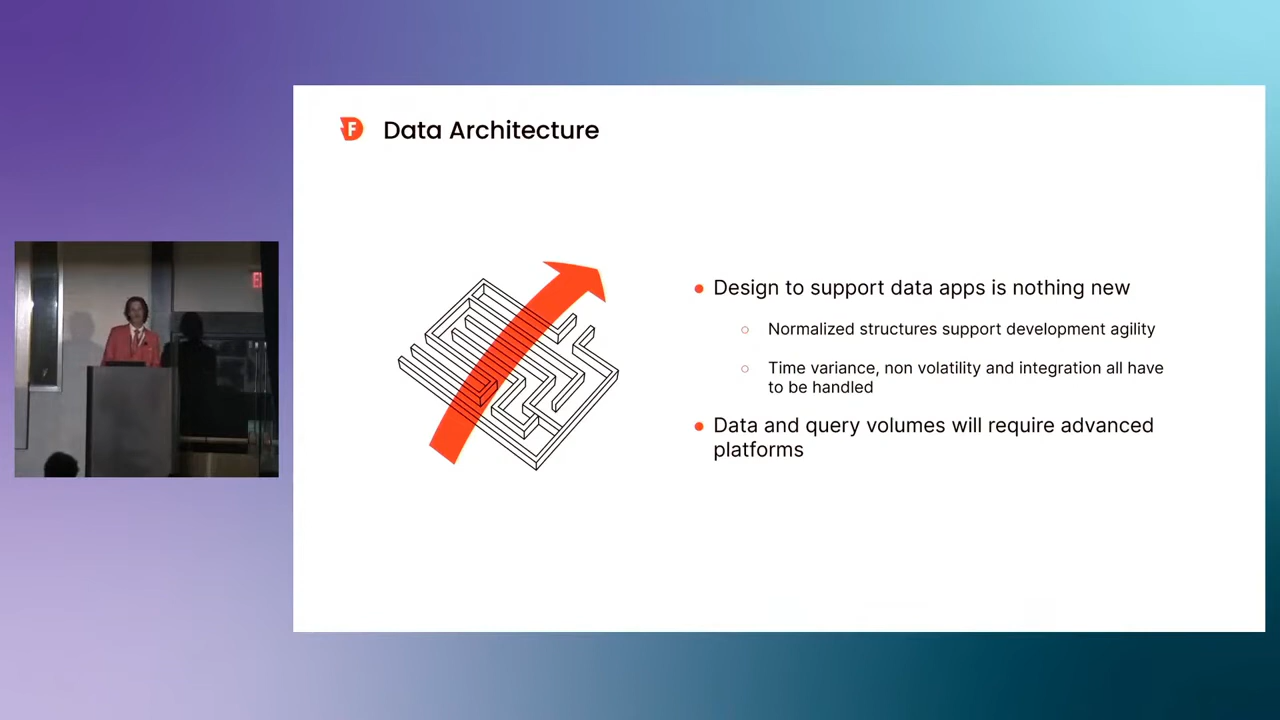 F
Data Architecture
Design to support data apps is nothing new
Normalized structures support development agility
Time variance, non volatility and integration all have
to be handled
Data and query volumes will require advanced
platforms